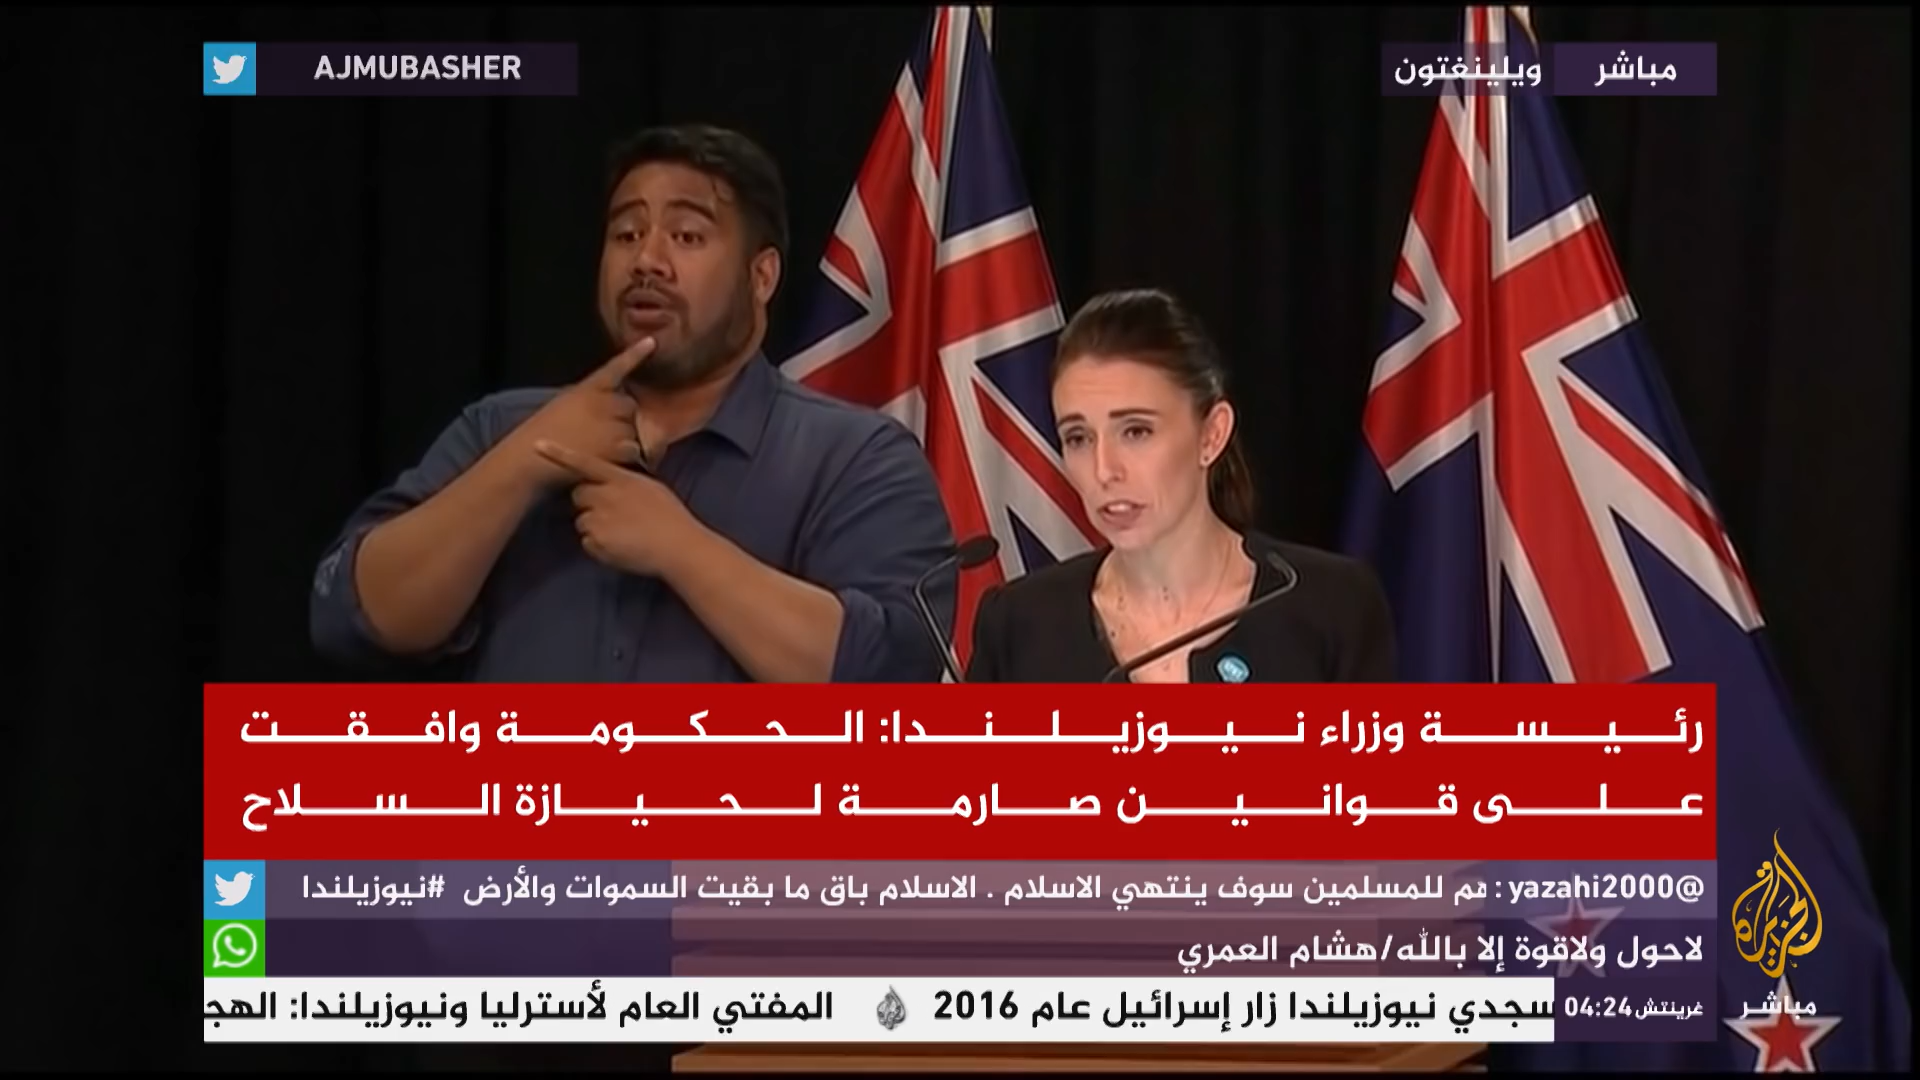 AJMUBASHER
مباشر
ويلينغتون
رئيسة وزراء نيوزيلندا: الحكومة وافقت
على قوانين صارمة لحيازة السلاح
@yazahi2000 : هم للمسلمين سوف ينتهي الاسلام . الاسلام باق ما بقيت السموات والأرض #نيوزيلندا
لاحول ولاقوة إلا بالله/هشام العمري
غرينتش 04:24
سجدي نيوزيلندا زار إسرائيل عام 2016 المفتي العام لأستراليا ونيوزيلندا: الهج
الجزيرة
مباشر